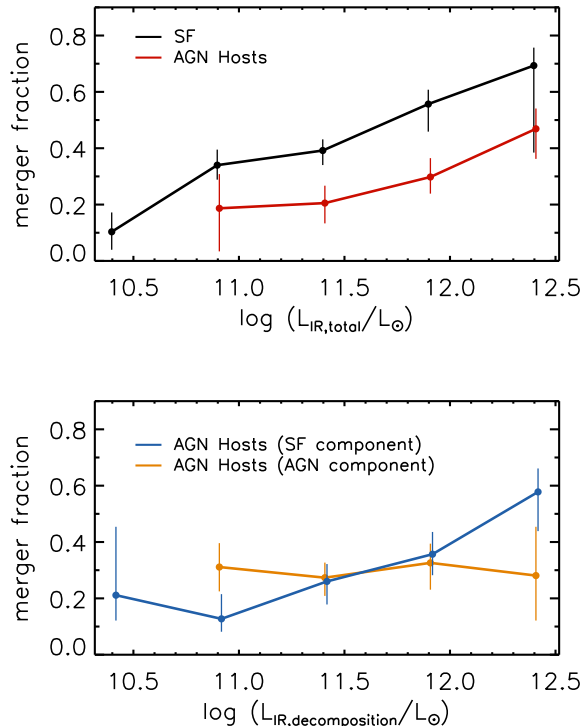 0.8
0.6
0.4
0.2
0.0
merger fraction
SF
AGN Hosts
10.5 11.0 11.5 12.0 12.5
log (L_IR,total/L_⊙)
0.8
0.6
0.4
0.2
0.0
merger fraction
AGN Hosts (SF component)
AGN Hosts (AGN component)
10.5 11.0 11.5 12.0 12.5
log (L_IR,decomposition/L_⊙)